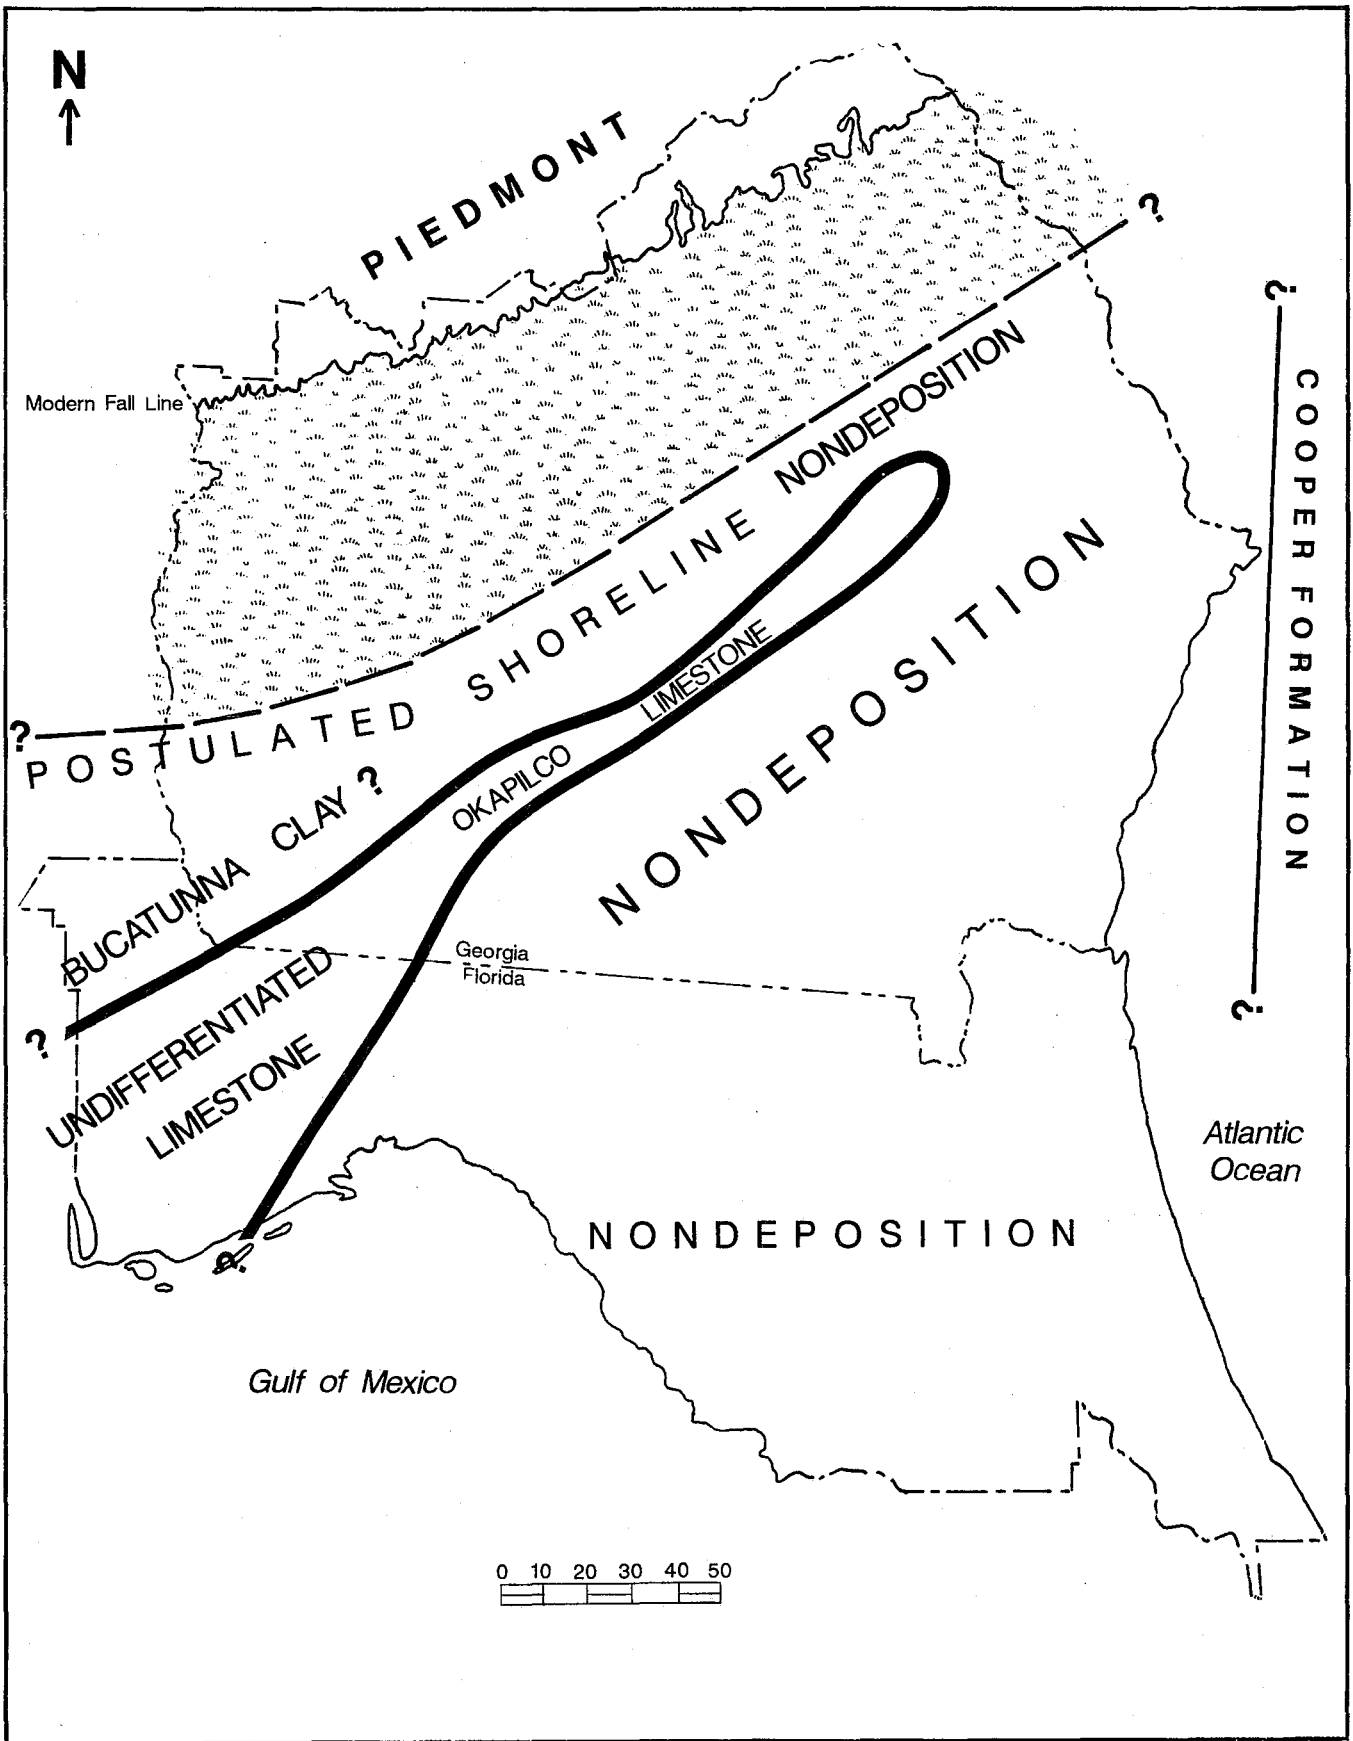 N
PIEDMONT
?
Modern Fall Line
NONDEPOSITION
?
COOPER FORMATION
?
?
POSTULATED SHORELINE
NONDEPOSITION
OKAPILCO LIMESTONE
BUCATUNNA CLAY ?
Georgia
Florida
?
UNDIFFERENTIATED
LIMESTONE
?
Atlantic
Ocean
NONDEPOSITION
Gulf of Mexico
0 10 20 30 40 50